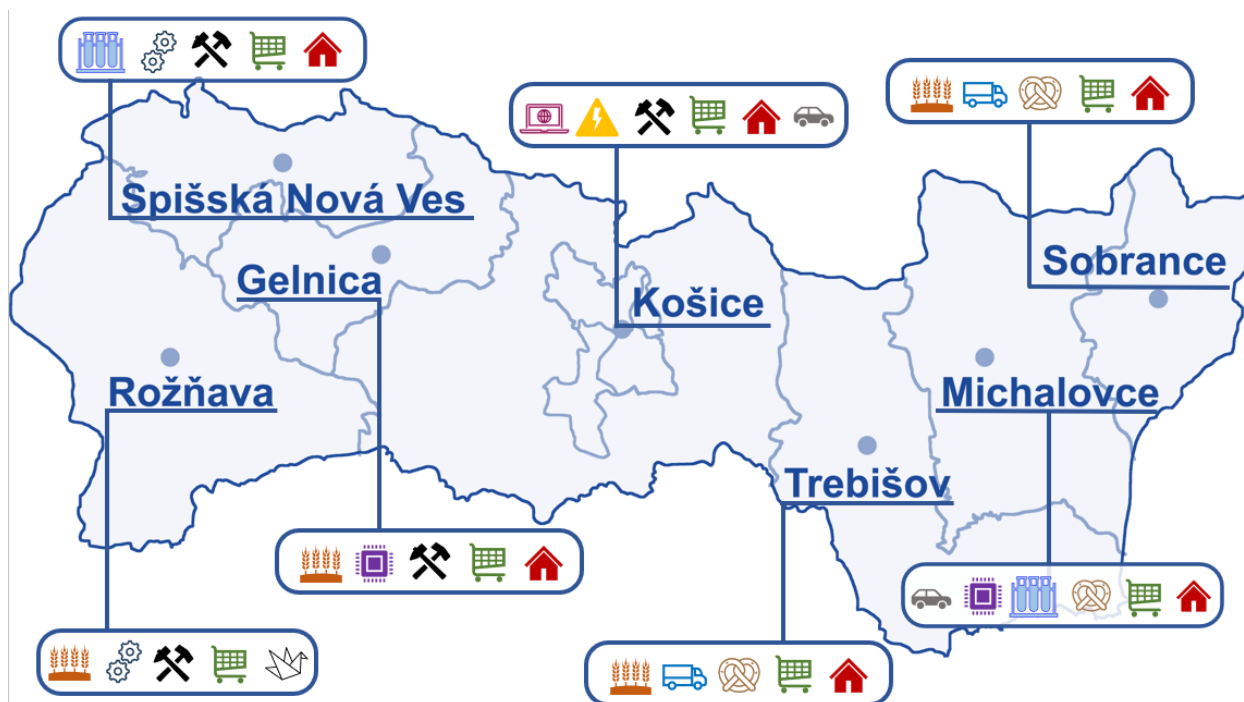 Spišská Nová Ves
Gelnica
Košice
Sobrance
Rožňava
Michalovce
Trebišov